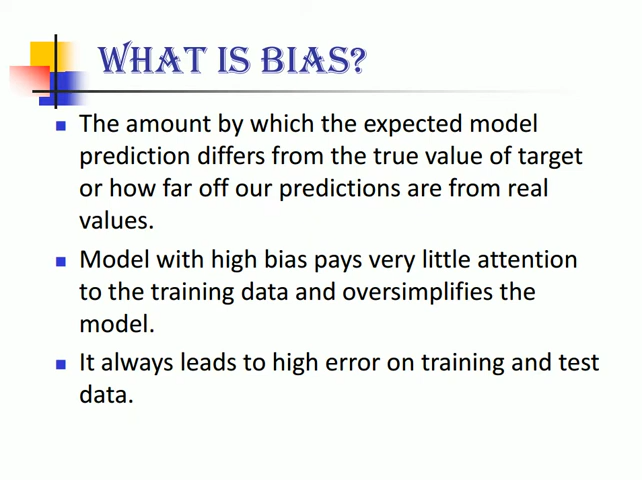 WHAT IS BIAS?
The amount by which the expected model
prediction differs from the true value of target
or how far off our predictions are from real
values.
Model with high bias pays very little attention
to the training data and oversimplifies the
model.
It always leads to high error on training and test
data.